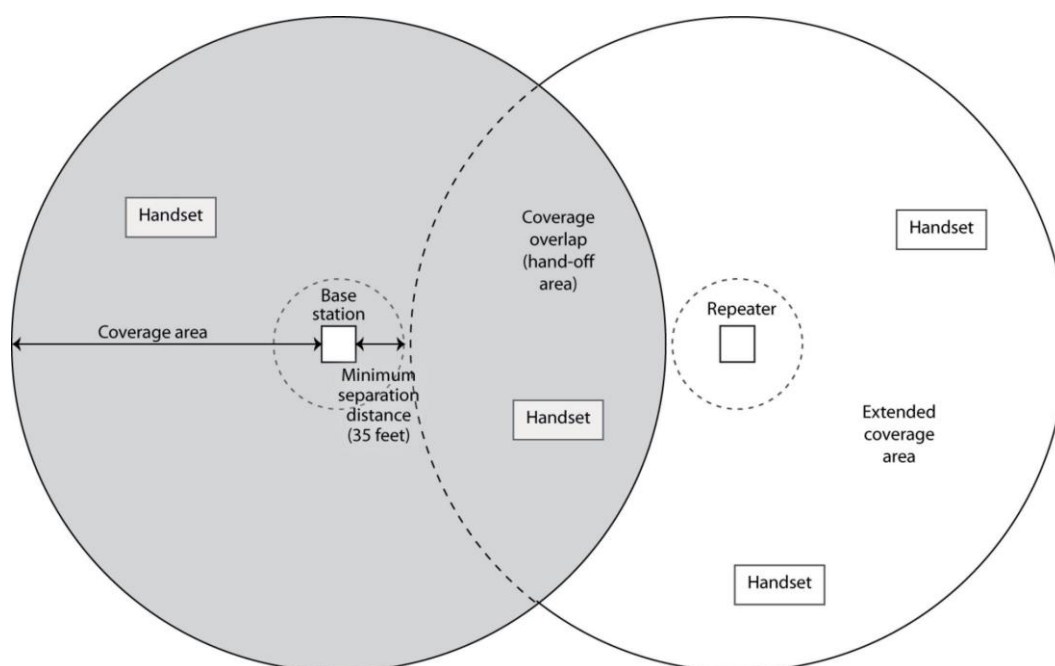 Handset
Coverage
overlap
(hand-off
area)
Handset
Base
station
Repeater
Coverage area
Minimum
separation
distance
(35 feet)
Handset
Extended
coverage
area
Handset